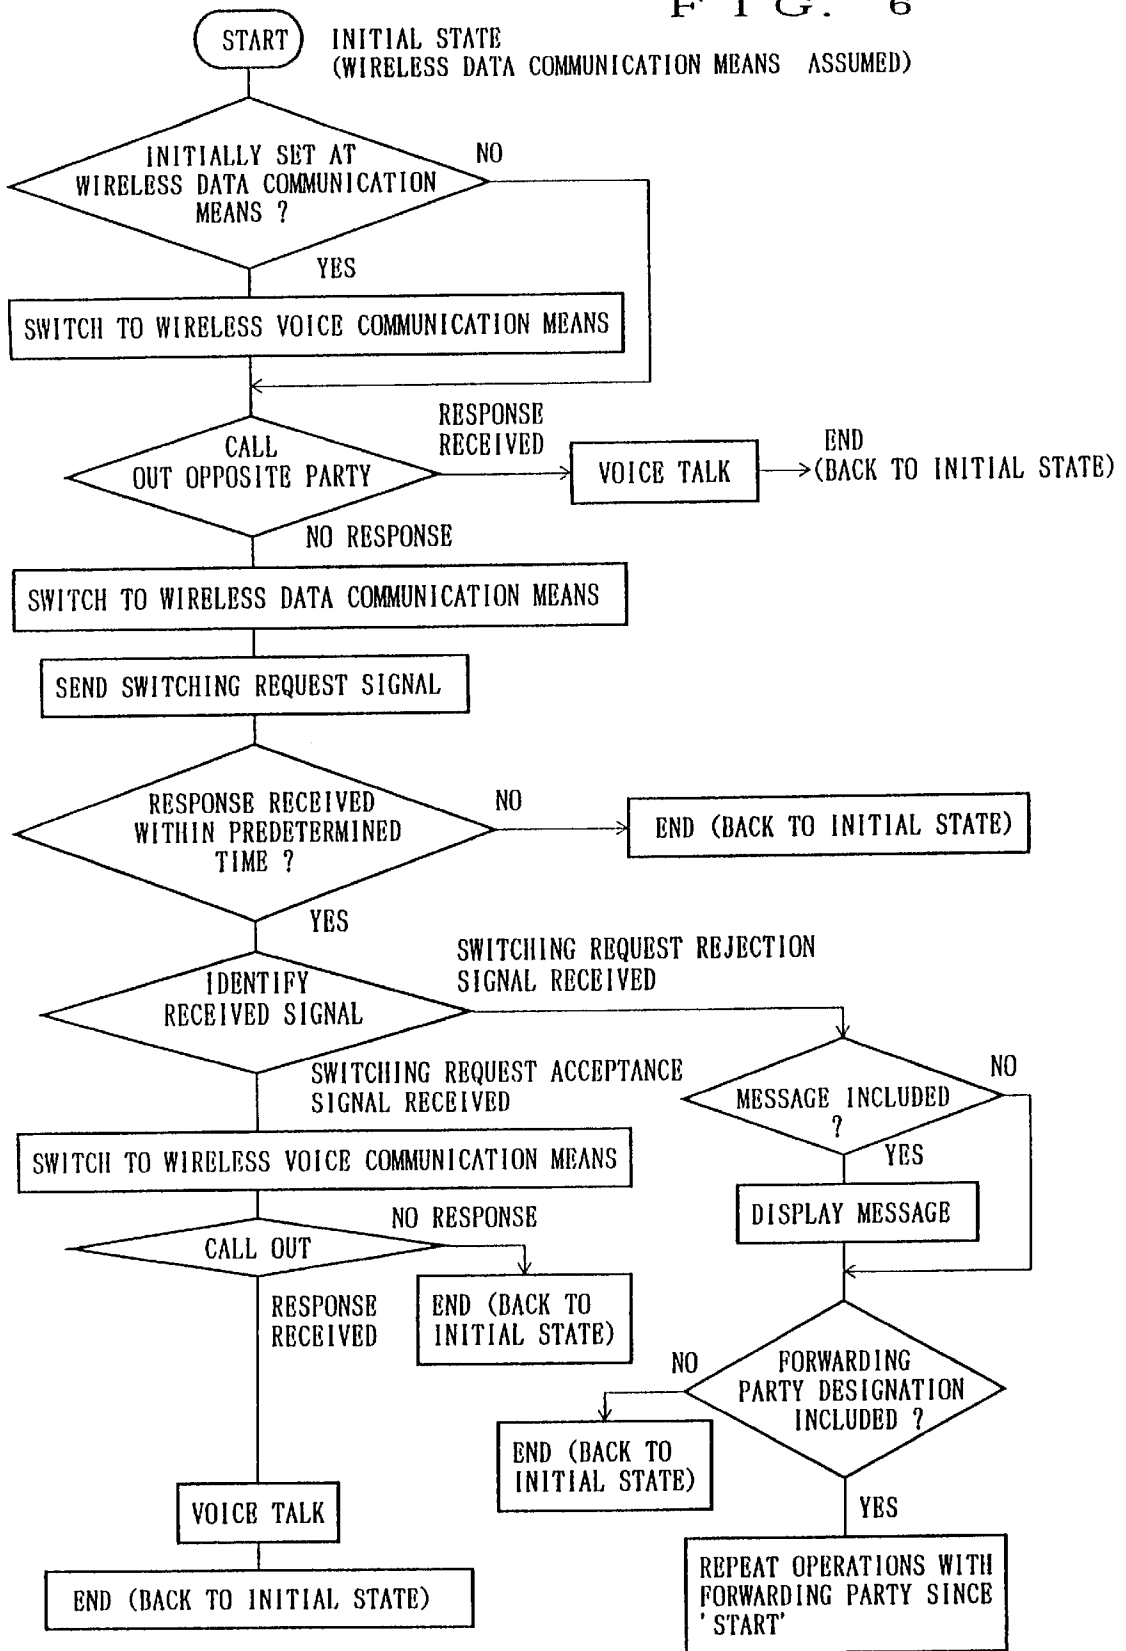 FIG. 6
START
INITIAL STATE
(WIRELESS DATA COMMUNICATION MEANS ASSUMED)
INITIALLY SET AT
WIRELESS DATA COMMUNICATION
MEANS ?
NO
YES
SWITCH TO WIRELESS VOICE COMMUNICATION MEANS
CALL
OUT OPPOSITE PARTY
RESPONSE
RECEIVED
VOICE TALK
END
(BACK TO INITIAL STATE)
NO RESPONSE
SWITCH TO WIRELESS DATA COMMUNICATION MEANS
SEND SWITCHING REQUEST SIGNAL
RESPONSE RECEIVED
WITHIN PREDETERMINED
TIME ?
NO
END (BACK TO INITIAL STATE)
YES
IDENTIFY
RECEIVED SIGNAL
SWITCHING REQUEST REJECTION
SIGNAL RECEIVED
SWITCHING REQUEST ACCEPTANCE
SIGNAL RECEIVED
MESSAGE INCLUDED
?
NO
YES
DISPLAY MESSAGE
SWITCH TO WIRELESS VOICE COMMUNICATION MEANS
CALL OUT
NO RESPONSE
END (BACK TO
INITIAL STATE)
RESPONSE
RECEIVED
FORWARDING
PARTY DESIGNATION
INCLUDED ?
NO
END (BACK TO
INITIAL STATE)
YES
REPEAT OPERATIONS WITH
FORWARDING PARTY SINCE
'START'
VOICE TALK
END (BACK TO INITIAL STATE)